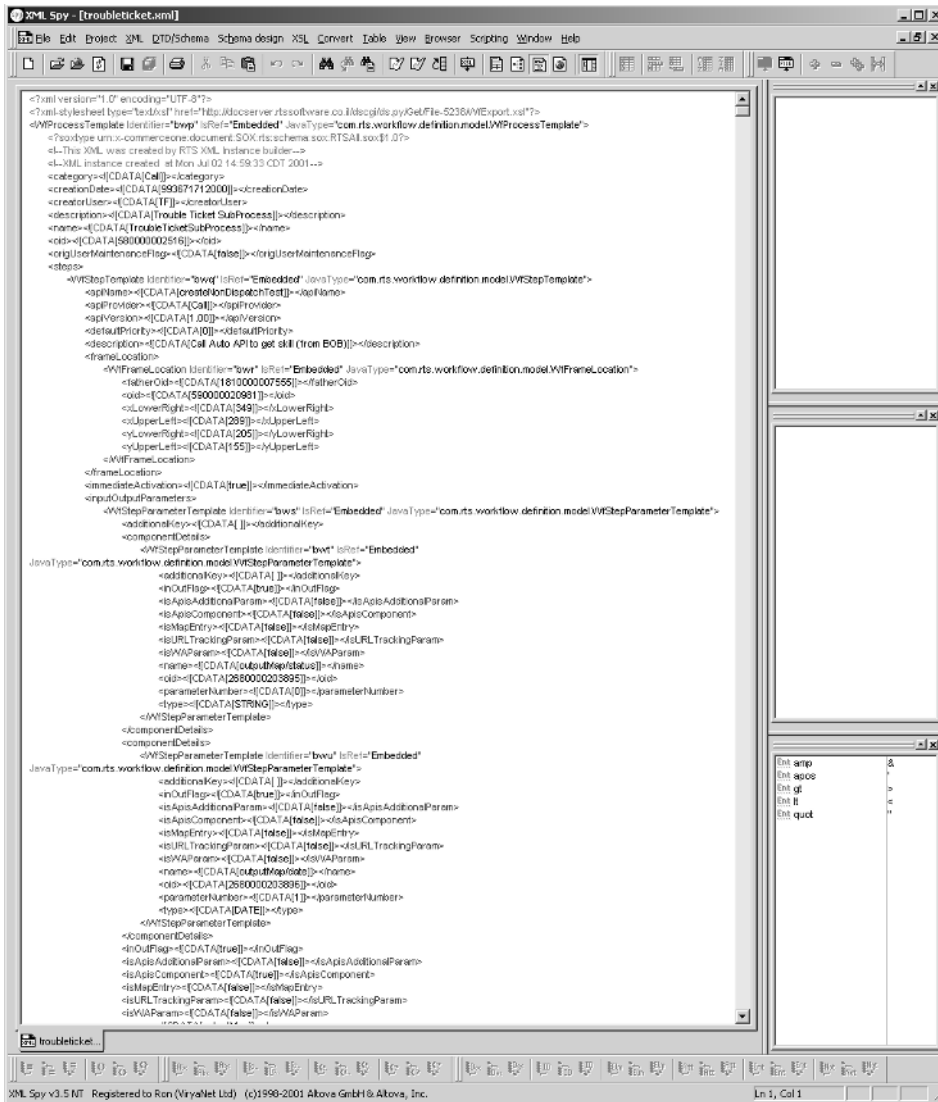 XML Spy - [troubleticket.xml]
File Edit Project XML DTD/Schema Schema design XSL Convert Table View Browser Scripting Window Help
<?xml version="1.0" encoding="UTF-8"?>
<?xml-stylesheet type="text/xsl" href="http://docserver.rtssoftware.co.il/dscgi/ds.py/Get/File-5238/WfExport.xsl"?>
<WfProcessTemplate Identifier="bwp" IsRef="Embedded" JavaType="com.rts.workflow.definition.model.WfProcessTemplate">
<?soxtype urn:x-commerceone:document:SOX:rts:schema:sox:RTSAll.sox$1.0?>
<!--This XML was created by RTS XML Instance builder-->
<!--XML instance created at Mon Jul 02 14:59:33 CDT 2001-->
<category><![CDATA[Call]]></category>
<creationDate><![CDATA[993671712000]]></creationDate>
<creatorUser><![CDATA[TF]]></creatorUser>
<description><![CDATA[Trouble Ticket SubProcess]]></description>
<name><![CDATA[TroubleTicketSubProcess]]></name>
<oid><![CDATA[580000002516]]></oid>
<origUserMaintenanceFlag><![CDATA[false]]></origUserMaintenanceFlag>
<steps>
<WfStepTemplate Identifier="bwq" IsRef="Embedded" JavaType="com.rts.workflow.definition.model.WfStepTemplate">
<apiName><![CDATA[createNonDispatchTest]]></apiName>
<apiProvider><![CDATA[Call]]></apiProvider>
<apiVersion><![CDATA[1.00]]></apiVersion>
<defaultPriority><![CDATA[0]]></defaultPriority>
<description><![CDATA[Call Auto API to get skill (from BOB)]]></description>
<frameLocation>
<WfFrameLocation Identifier="bwr" IsRef="Embedded" JavaType="com.rts.workflow.definition.model.WfFrameLocation">
<fatherOid><![CDATA[1810000007555]]></fatherOid>
<oid><![CDATA[590000020981]]></oid>
<xLowerRight><![CDATA[349]]></xLowerRight>
<xUpperLeft><![CDATA[289]]></xUpperLeft>
<yLowerRight><![CDATA[205]]></yLowerRight>
<yUpperLeft><![CDATA[155]]></yUpperLeft>
</WfFrameLocation>
</frameLocation>
<immediateActivation><![CDATA[true]]></immediateActivation>
<inputOutputParameters>
<WfStepParameterTemplate Identifier="bws" IsRef="Embedded" JavaType="com.rts.workflow.definition.model.WfStepParameterTemplate">
<additionalKey><![CDATA[ ]]></additionalKey>
<componentDetails>
<WfStepParameterTemplate Identifier="bwt" IsRef="Embedded"
JavaType="com.rts.workflow.definition.model.WfStepParameterTemplate">
<additionalKey><![CDATA[ ]]></additionalKey>
<inOutFlag><![CDATA[true]]></inOutFlag>
<isApisAdditionalParam><![CDATA[false]]></isApisAdditionalParam>
<isApisComponent><![CDATA[false]]></isApisComponent>
<isMapEntry><![CDATA[false]]></isMapEntry>
<isURLTrackingParam><![CDATA[false]]></isURLTrackingParam>
<isWAParam><![CDATA[false]]></isWAParam>
<name><![CDATA[outputMap/status]]></name>
<oid><![CDATA[2680000203895]]></oid>
<parameterNumber><![CDATA[0]]></parameterNumber>
<type><![CDATA[STRING]]></type>
</WfStepParameterTemplate>
</componentDetails>
<componentDetails>
<WfStepParameterTemplate Identifier="bwu" IsRef="Embedded"
JavaType="com.rts.workflow.definition.model.WfStepParameterTemplate">
<additionalKey><![CDATA[ ]]></additionalKey>
<inOutFlag><![CDATA[true]]></inOutFlag>
<isApisAdditionalParam><![CDATA[false]]></isApisAdditionalParam>
<isApisComponent><![CDATA[false]]></isApisComponent>
<isMapEntry><![CDATA[false]]></isMapEntry>
<isURLTrackingParam><![CDATA[false]]></isURLTrackingParam>
<isWAParam><![CDATA[false]]></isWAParam>
<name><![CDATA[outputMap/date]]></name>
<oid><![CDATA[2680000203896]]></oid>
<parameterNumber><![CDATA[1]]></parameterNumber>
<type><![CDATA[DATE]]></type>
</WfStepParameterTemplate>
</componentDetails>
<inOutFlag><![CDATA[true]]></inOutFlag>
<isApisAdditionalParam><![CDATA[false]]></isApisAdditionalParam>
<isApisComponent><![CDATA[true]]></isApisComponent>
<isMapEntry><![CDATA[false]]></isMapEntry>
<isURLTrackingParam><![CDATA[false]]></isURLTrackingParam>
<isWAParam><![CDATA[false]]></isWAParam>
Ent amp &
Ent apos '
Ent gt >
Ent lt <
Ent quot "
troubleticket...
XML Spy v3.5 NT Registered to Ron (ViryaNet Ltd) (c)1998-2001 Altova GmbH & Altova, Inc.
Ln 1, Col 1